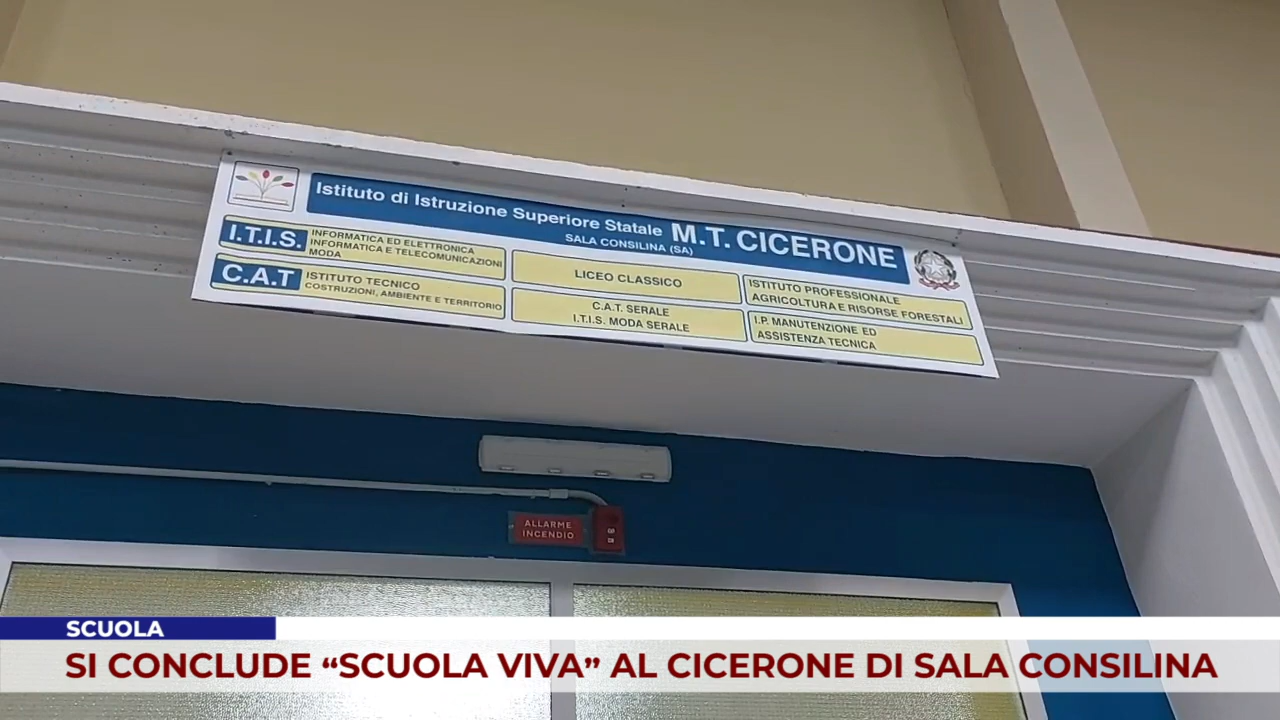 Istituto di Istruzione Superiore Statale M.T. CICERONE
SALA CONSILINA (SA)
I.T.I.S.
INFORMATICA ED ELETTRONICA
INFORMATICA E TELECOMUNICAZIONI
MODA
C.A.T
ISTITUTO TECNICO
COSTRUZIONI, AMBIENTE E TERRITORIO
LICEO CLASSICO
C.A.T. SERALE
I.T.I.S. MODA SERALE
ISTITUTO PROFESSIONALE
AGRICOLTURA E RISORSE FORESTALI
I.P. MANUTENZIONE ED
ASSISTENZA TECNICA
ALLARME
INCENDIO
SCUOLA
SI CONCLUDE “SCUOLA VIVA” AL CICERONE DI SALA CONSILINA